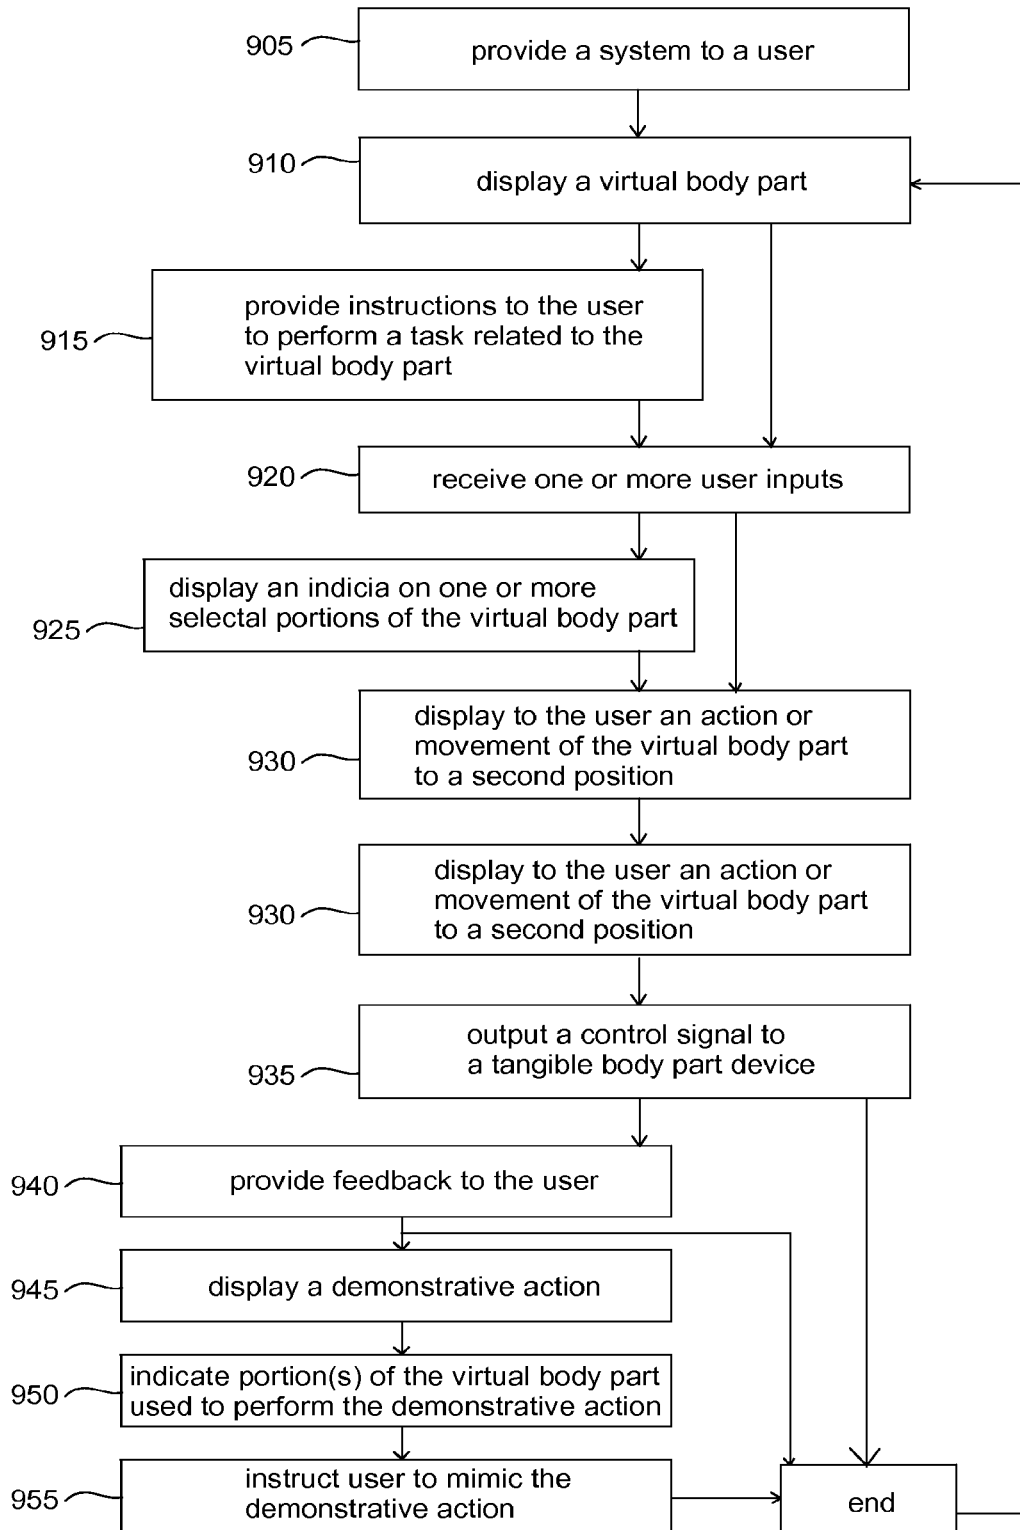 905
provide a system to a user
910
display a virtual body part
915
provide instructions to the user
to perform a task related to the
virtual body part
920
receive one or more user inputs
925
display an indicia on one or more
selectal portions of the virtual body part
930
display to the user an action or
movement of the virtual body part
to a second position
930
display to the user an action or
movement of the virtual body part
to a second position
935
output a control signal to
a tangible body part device
940
provide feedback to the user
945
display a demonstrative action
950
indicate portion(s) of the virtual body part
used to perform the demonstrative action
955
instruct user to mimic the
demonstrative action
end